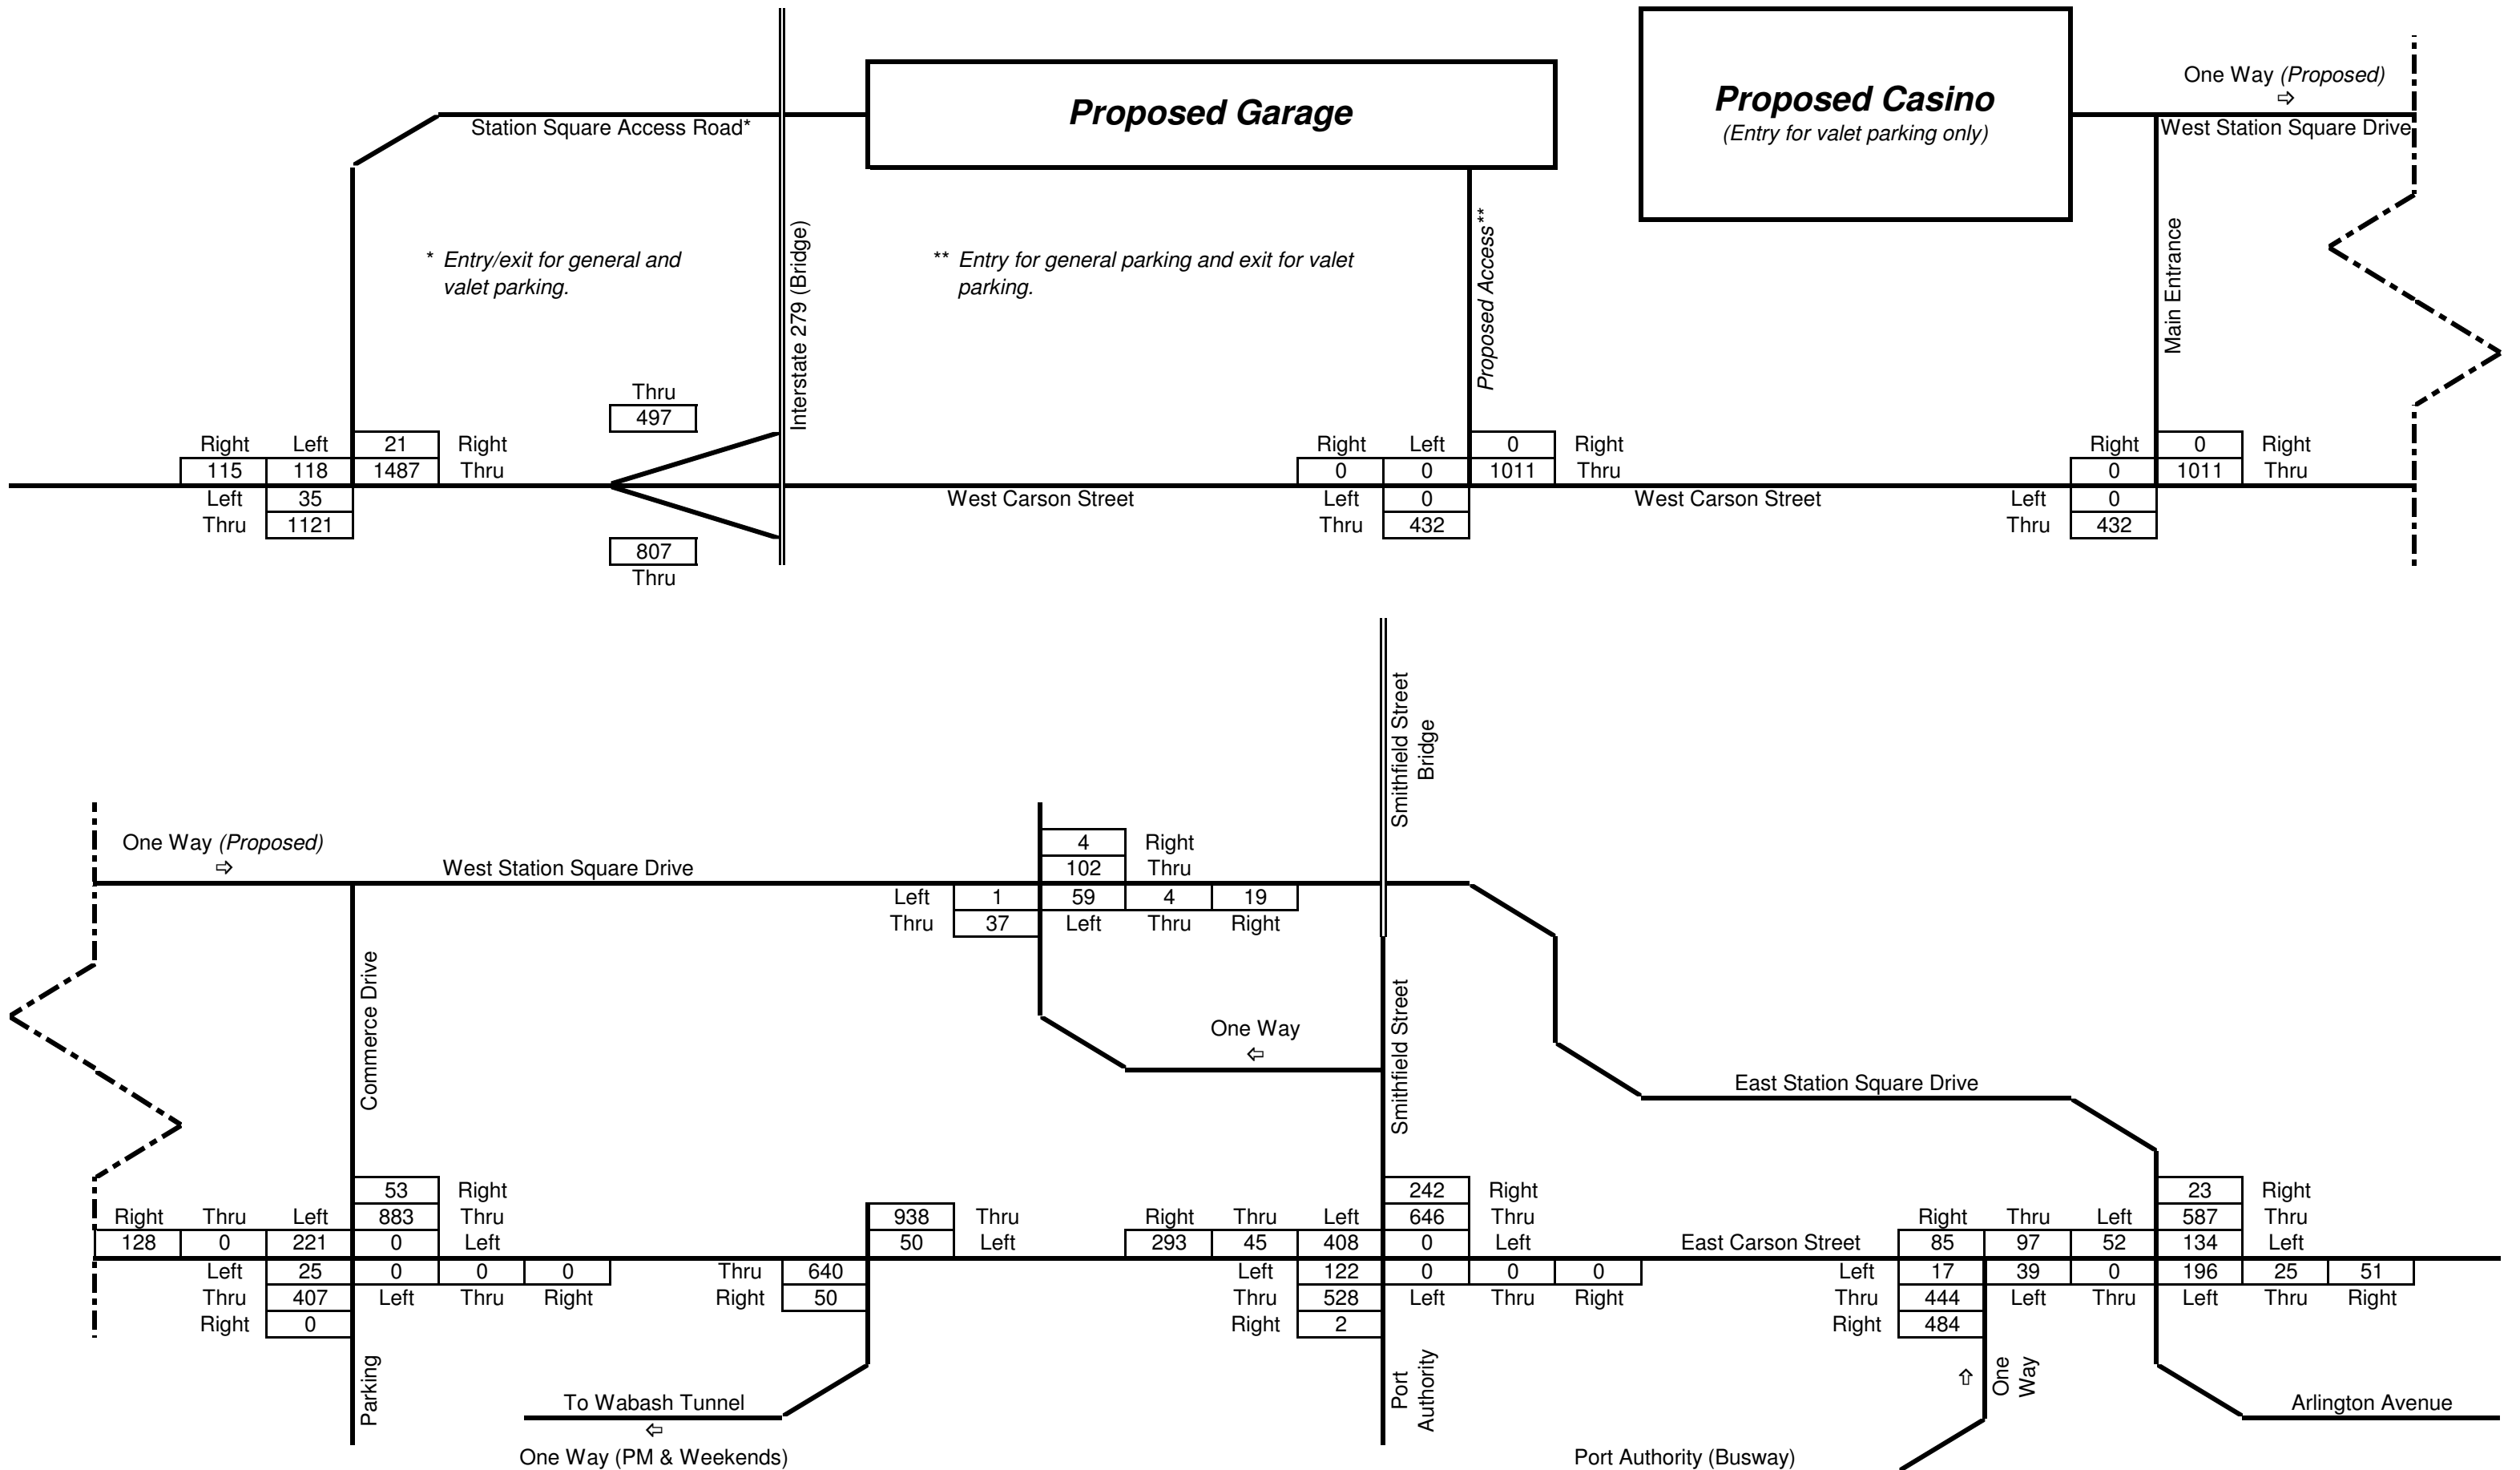 One Way (Proposed)
⇨
Proposed Garage
Proposed Casino
(Entry for valet parking only)
Station Square Access Road*
West Station Square Drive
Interstate 279 (Bridge)
Proposed Access**
Main Entrance
* Entry/exit for general and
valet parking.
** Entry for general parking and exit for valet
parking.
Thru
497
Right Left 21 Right
115 118 1487 Thru
Left 35
Thru 1121
807
Thru
West Carson Street
Right Left 0 Right
0 0 1011 Thru
Left 0
Thru 432
West Carson Street
Right 0 Right
0 1011 Thru
Left 0
Thru 432
Smithfield Street
Bridge
One Way (Proposed)
⇨
West Station Square Drive
4 Right
102 Thru
Left 1 59 4 19
Thru 37 Left Thru Right
Commerce Drive
Smithfield Street
One Way
⇦
East Station Square Drive
53 Right
Right Thru Left 883 Thru
128 0 221 0 Left
Left 25 0 0 0
Thru 407 Left Thru Right
Right 0
Parking
938 Thru
50 Left
Thru 640
Right 50
To Wabash Tunnel
⇦
One Way (PM & Weekends)
242 Right
Right Thru Left 646 Thru
293 45 408 0 Left
Left 122 0 0 0
Thru 528 Left Thru Right
Right 2
Port
Authority
East Carson Street
23 Right
Right Thru Left 587 Thru
85 97 52 134 Left
Left 17 39 0 196 25 51
Thru 444 Left Thru Left Thru Right
Right 484
⇧
One
Way
Arlington Avenue
Port Authority (Busway)